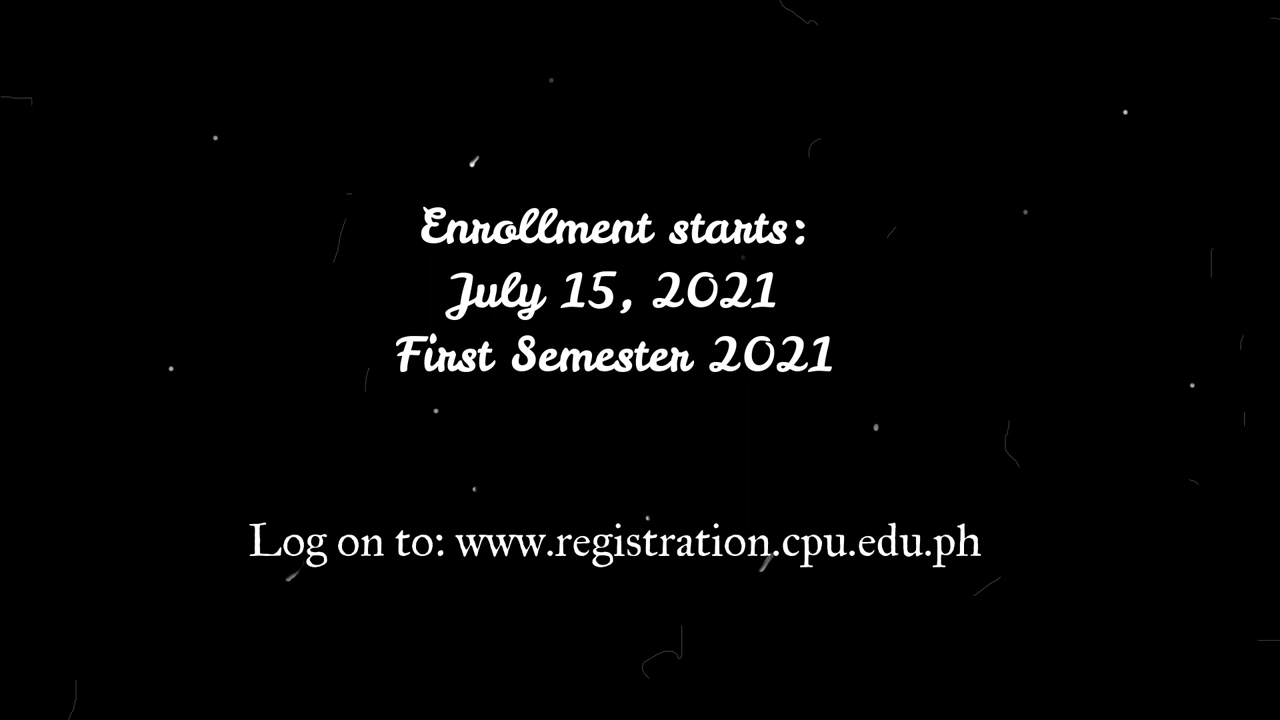 Enrollment starts:
July 15, 2021
First Semester 2021
Log on to: www.registration.cpu.edu.ph